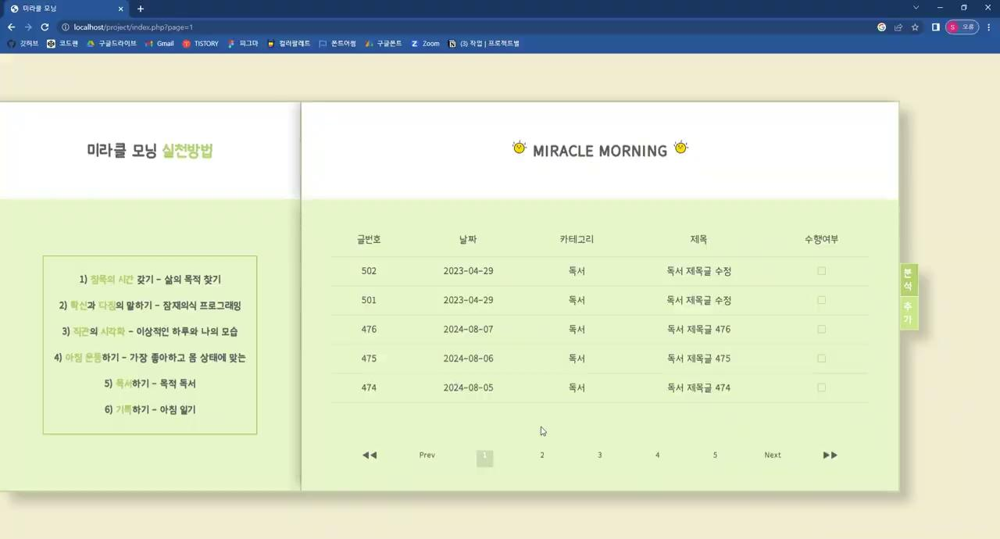 미라클 모닝
localhost/project/index.php?page=1
S 오류
깃허브 코드펜 구글드라이브 Gmail TISTORY 피그마 컬러팔레트 폰트어썸 구글폰트 Zoom (3) 작업 | 프로젝트별
미라클 모닝 실천방법
1) 침묵의 시간 갖기 - 삶의 목적 찾기
2) 확신과 다짐의 말하기 - 잠재의식 프로그래밍
3) 직관의 시각화 - 이상적인 하루와 나의 모습
4) 아침 운동하기 - 가장 좋아하고 몸 상태에 맞는
5) 독서하기 - 목적 독서
6) 기록하기 - 아침 일기
MIRACLE MORNING
글번호 날짜 카테고리 제목 수행여부
502 2023-04-29 독서 독서 제목글 수정
501 2023-04-29 독서 독서 제목글 수정
476 2024-08-07 독서 독서 제목글 476
475 2024-08-06 독서 독서 제목글 475
474 2024-08-05 독서 독서 제목글 474
◀◀ Prev 1 2 3 4 5 Next ▶▶
분석
추가